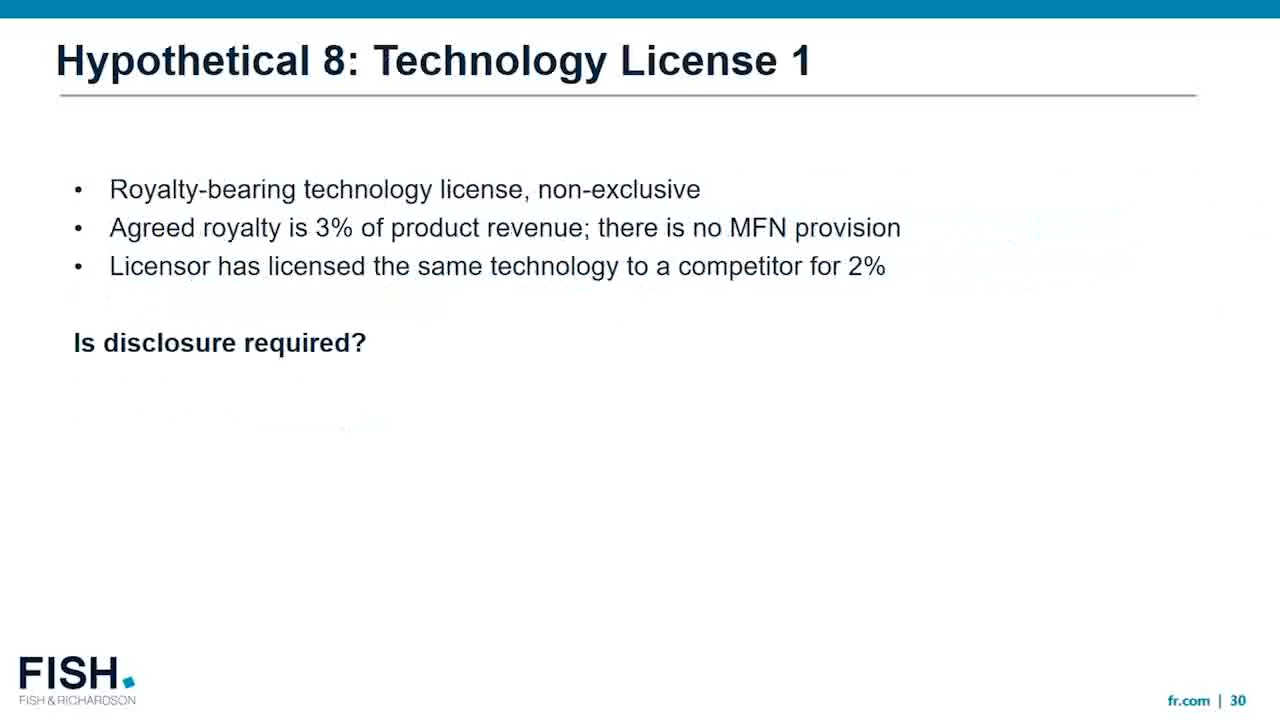 Hypothetical 8: Technology License 1
• Royalty-bearing technology license, non-exclusive
• Agreed royalty is 3% of product revenue; there is no MFN provision
• Licensor has licensed the same technology to a competitor for 2%
Is disclosure required?
FISH.
FISH & RICHARDSON
fr.com | 30